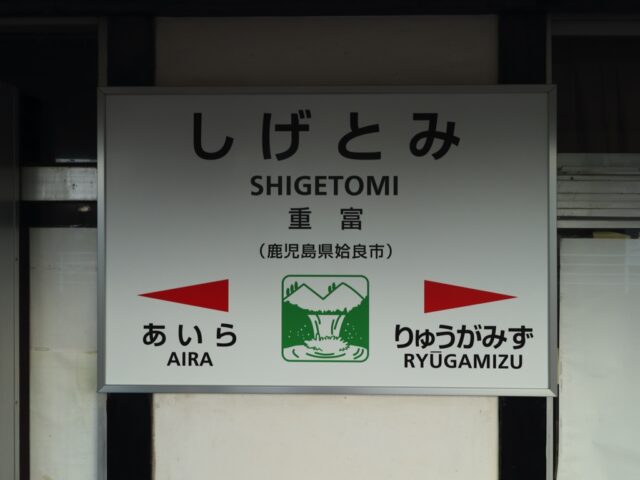 しげとみ
SHIGETOMI
重富
（鹿児島県姶良市）
あいら
AIRA
りゅうがみず
RYŪGAMIZU